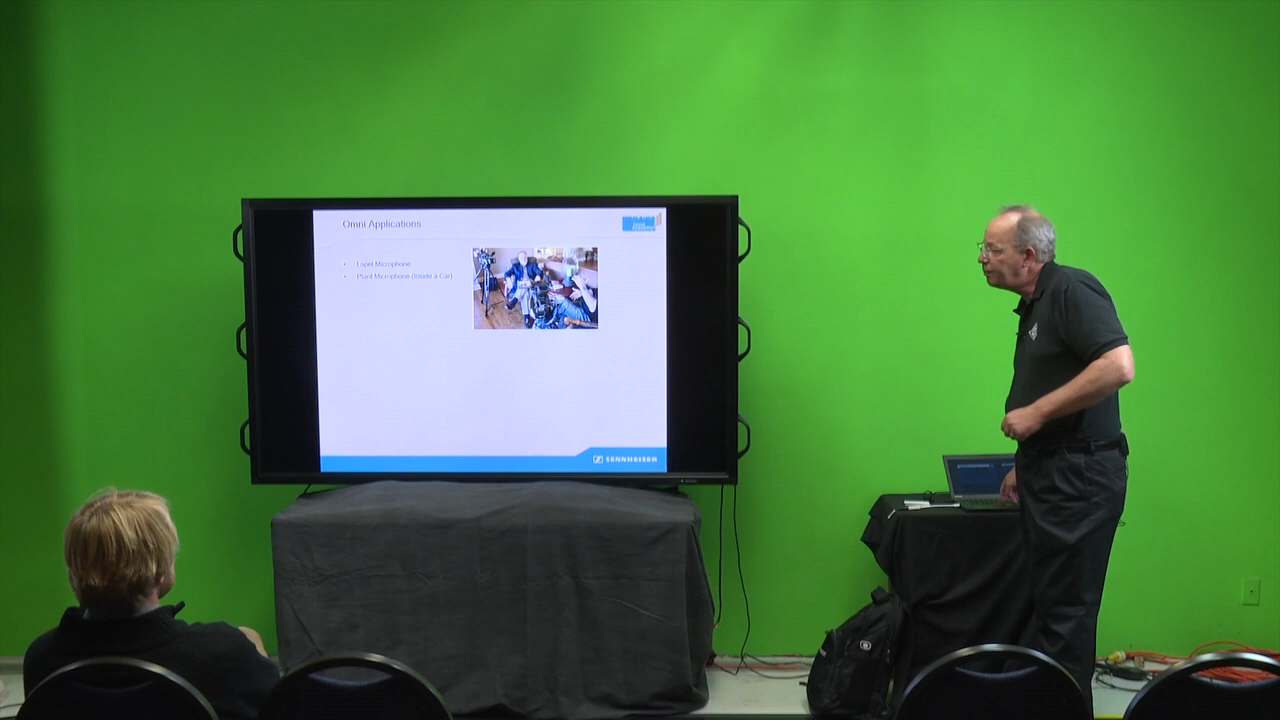 Omni Applications
• Lapel Microphone
• Plant Microphone (Inside a Car)
SENNHEISER